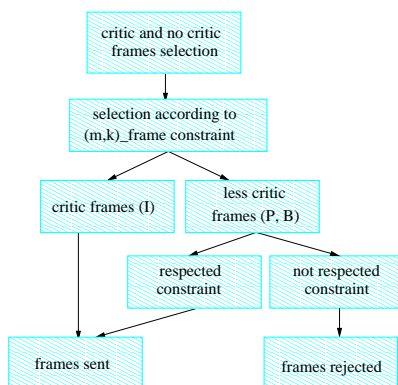 critic and no critic
frames selection
selection according to
(m,k)_frame constraint
critic frames (I)
less critic
frames (P, B)
respected
constraint
not respected
constraint
frames sent
frames rejected